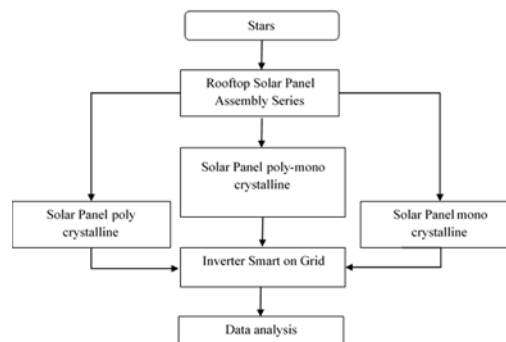 Stars
Rooftop Solar Panel
Assembly Series
Solar Panel poly-mono
crystalline
Solar Panel poly
crystalline
Solar Panel mono
crystalline
Inverter Smart on Grid
Data analysis